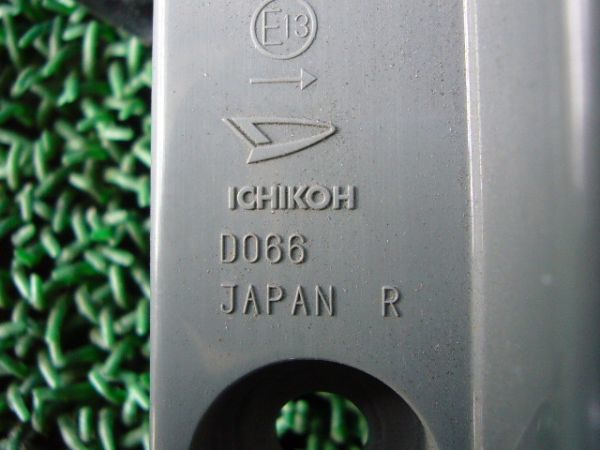 E13
ICHIKOH
D066
JAPAN R